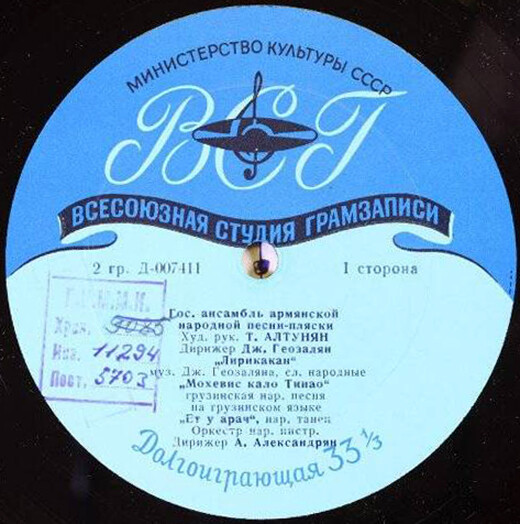 МИНИСТЕРСТВО КУЛЬТУРЫ СССР
ВСГ
ВСЕСОЮЗНАЯ СТУДИЯ ГРАМЗАПИСИ
2 гр. Д-007411 I сторона
Гос. ансамбль армянской
народной песни-пляски
Худ. рук. Т. АЛТУНЯН
Дирижер Дж. Геозалян
„Лирикакан"
муз. Дж. Геозаляна, сл. народные
„Мохевис кало Тинао"
грузинская нар. песня
на грузинском языке
„Ет у арач", нар. танец
Оркестр нар. инстр.
Дирижер А. Александрян
Долгоиграющая 33 1/3
Хран.
Инв. 11294
Пост. 5703